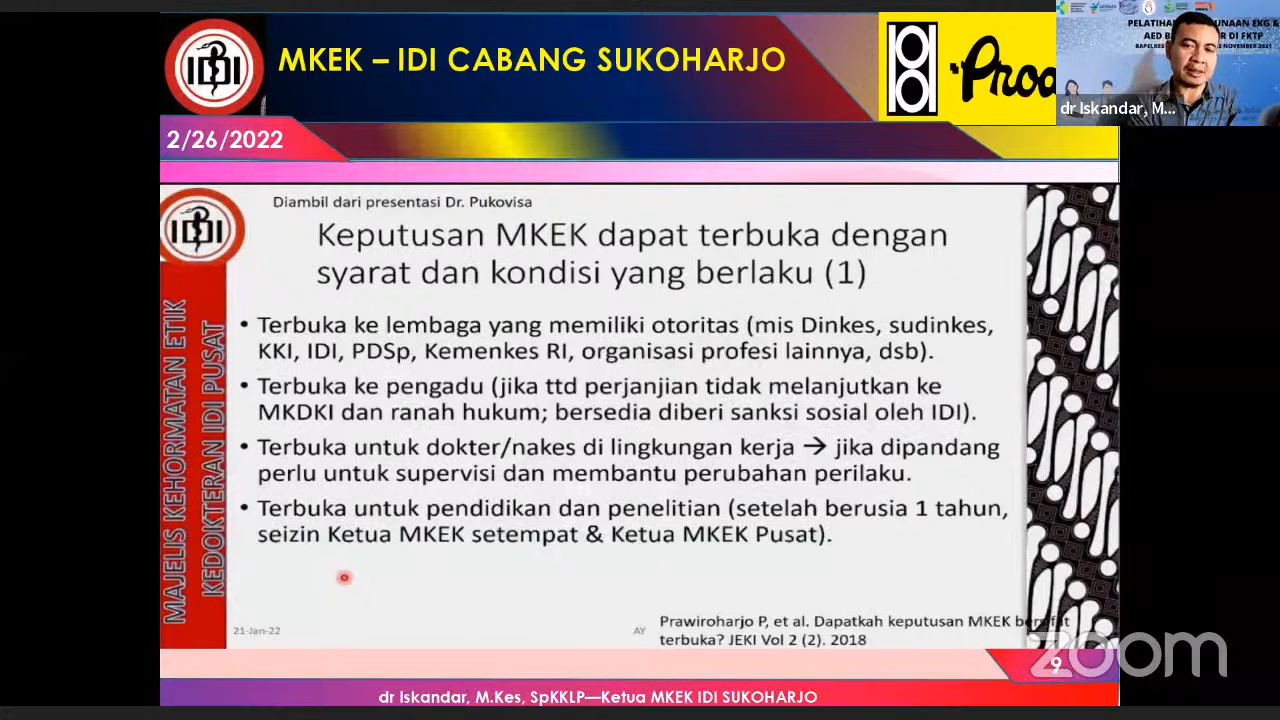 MKEK – IDI CABANG SUKOHARJO
2/26/2022
IDI
dr Iskandar, M...
IDI
Diambil dari presentasi Dr. Pukovisa
Keputusan MKEK dapat terbuka dengan
syarat dan kondisi yang berlaku (1)
• Terbuka ke lembaga yang memiliki otoritas (mis Dinkes, sudinkes,
KKI, IDI, PDSp, Kemenkes RI, organisasi profesi lainnya, dsb).
• Terbuka ke pengadu (jika ttd perjanjian tidak melanjutkan ke
MKDKI dan ranah hukum; bersedia diberi sanksi sosial oleh IDI).
• Terbuka untuk dokter/nakes di lingkungan kerja → jika dipandang
perlu untuk supervisi dan membantu perubahan perilaku.
• Terbuka untuk pendidikan dan penelitian (setelah berusia 1 tahun,
seizin Ketua MKEK setempat & Ketua MKEK Pusat).
MAJELIS KEHORMATAN ETIK
KEDOKTERAN IDI PUSAT
21-Jan-22
AY
Prawiroharjo P, et al. Dapatkah keputusan MKEK bersifat
terbuka? JEKI Vol 2 (2). 2018
zoom
9
dr Iskandar, M.Kes, SpKKLP—Ketua MKEK IDI SUKOHARJO